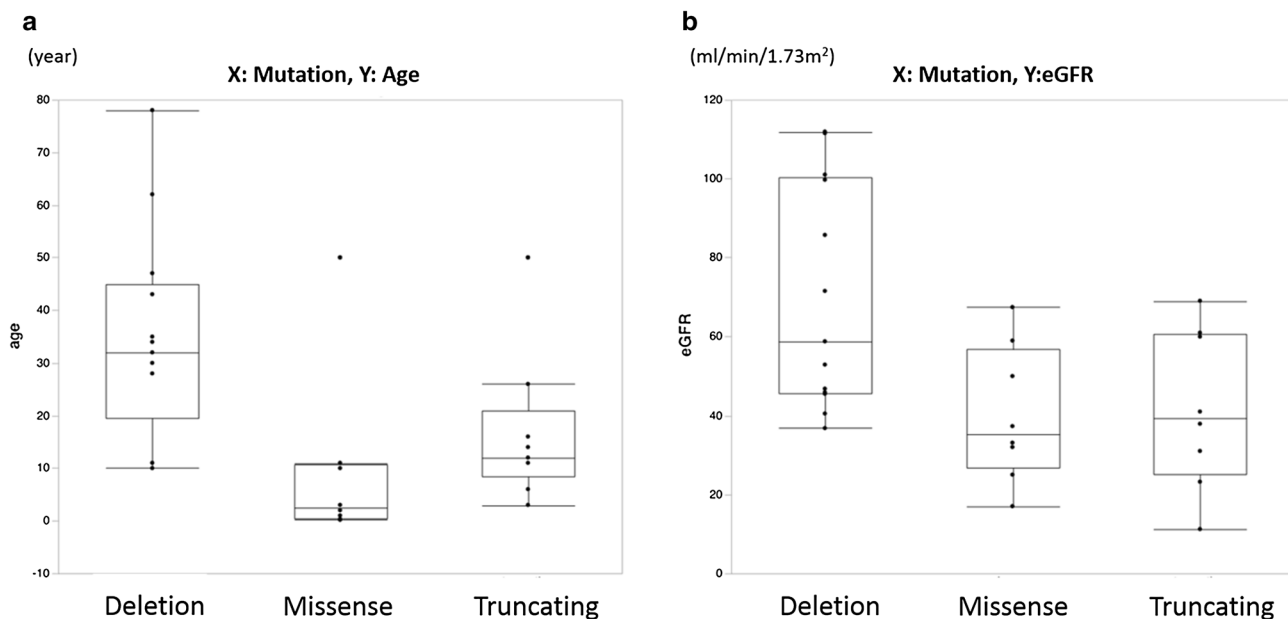 a
(year)
X: Mutation, Y: Age
80
70
60
50
40
30
20
10
0
-10
age
Deletion Missense Truncating
b
(ml/min/1.73m²)
X: Mutation, Y:eGFR
120
100
80
60
40
20
0
eGFR
Deletion Missense Truncating